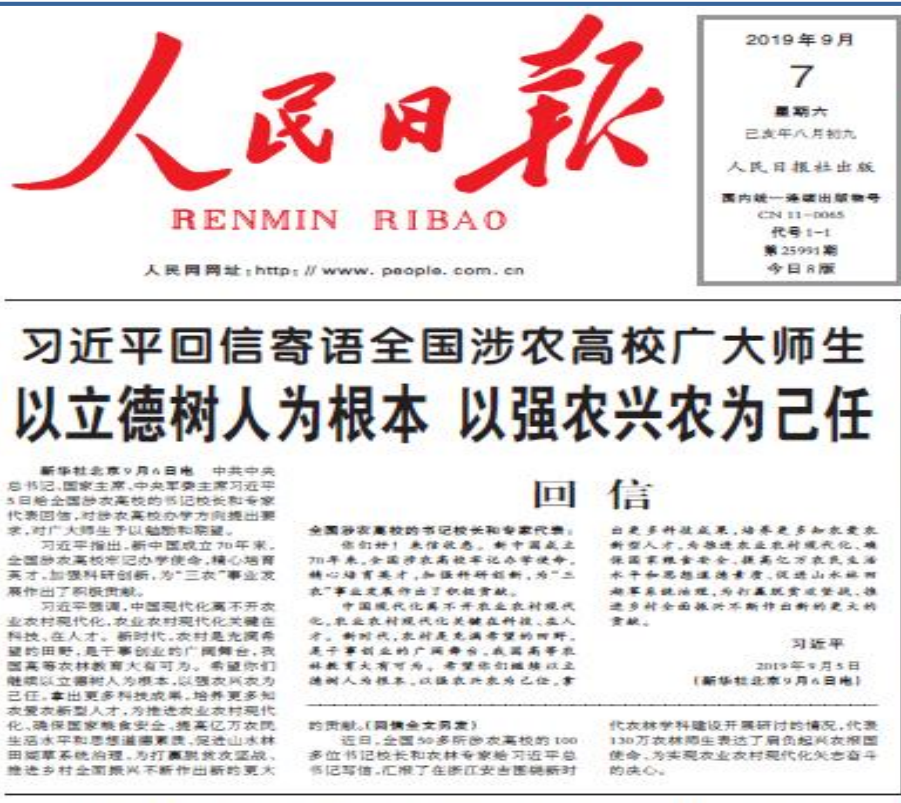 人民日報
RENMIN RIBAO
人民网网址:http://www.people.com.cn
2019年9月
7
星期六
己亥年八月初九
人民日报社出版
国内统一连续出版物号
CN 11-0065
代号1-1
第25991期
今日8版
习近平回信寄语全国涉农高校广大师生
以立德树人为根本 以强农兴农为己任
新华社北京9月6日电 中共中央
总书记、国家主席、中央军委主席习近平
5日给全国涉农高校的书记校长和专家
代表回信,对涉农高校办学方向提出要
求,对广大师生予以勉励和期望。
习近平指出,新中国成立70年来,
全国涉农高校牢记办学使命,精心培育
英才,加强科研创新,为“三农”事业发
展作出了积极贡献。
习近平强调,中国现代化离不开农
业农村现代化,农业农村现代化关键在
科技、在人才。新时代,农村是充满希
望的田野,是干事创业的广阔舞台,我
国高等农林教育大有可为。希望你们
继续以立德树人为根本,以强农兴农为
己任,拿出更多科技成果,培养更多知
农爱农新型人才,为推进农业农村现代
化、确保国家粮食安全、提高亿万农民
生活水平和思想道德素质、促进山水林
田湖草系统治理,为打赢脱贫攻坚战、
推进乡村全面振兴不断作出新的更大
回信
全国涉农高校的书记校长和专家代表:
你们好!来信收悉。新中国成立
70年来,全国涉农高校牢记办学使命,
精心培育英才,加强科研创新,为“三
农”事业发展作出了积极贡献。
中国现代化离不开农业农村现代
化,农业农村现代化关键在科技、在人
才。新时代,农村是充满希望的田野,
是干事创业的广阔舞台,我国高等农
林教育大有可为。希望你们继续以立
德树人为根本,以强农兴农为己任,拿
出更多科技成果,培养更多知农爱农
新型人才,为推进农业农村现代化、确
保国家粮食安全、提高亿万农民生活
水平和思想道德素质、促进山水林田
湖草系统治理,为打赢脱贫攻坚战、推
进乡村全面振兴不断作出新的更大的
贡献。
习近平
2019年9月5日
(新华社北京9月6日电)
的贡献。(回信全文另发)
近日,全国50多所涉农高校的100
多位书记校长和农林专家给习近平总
书记写信,汇报了在浙江安吉围绕新时
代农林学科建设开展研讨的情况,代表
130万农林师生表达了肩负起兴农报国
使命、为实现农业农村现代化矢志奋斗
的决心。